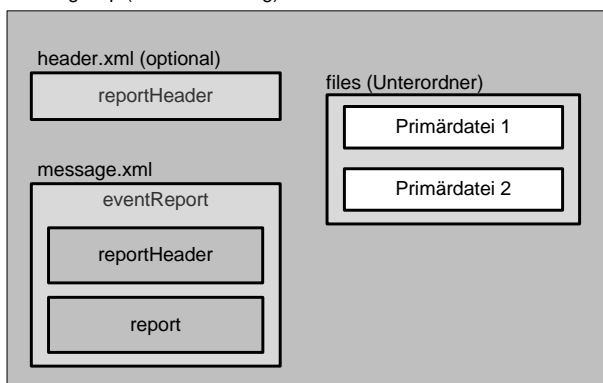 header.xml (optional)
reportHeader
files (Unterordner)
Primärdatei 1
Primärdatei 2
message.xml
eventReport
reportHeader
report